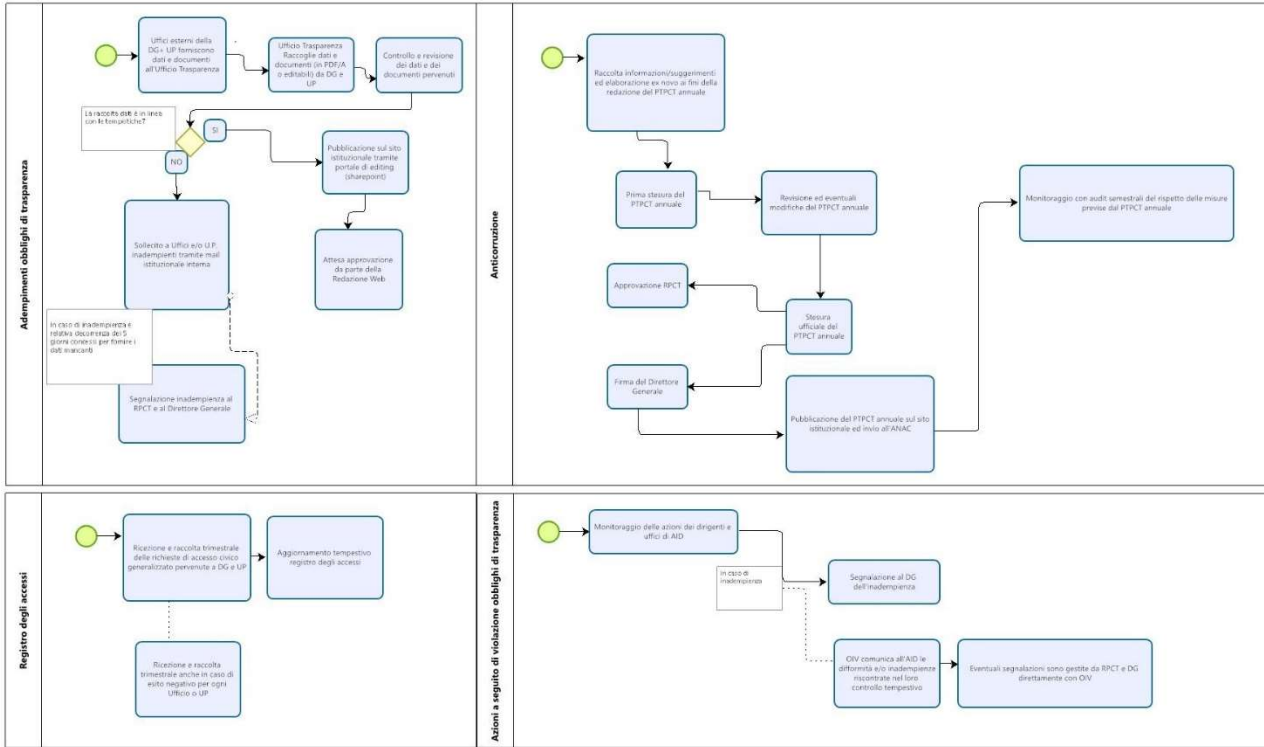 Adempimenti obblighi di trasparenza
Uffici esterni della
DG+ UP forniscono
dati e documenti
all'Ufficio Trasparenza
Ufficio Trasparenza
Raccoglie dati e
documenti (in PDF/A
o editabili) da DG e
UP
Controllo e revisione
dei dati e dei
documenti pervenuti
La raccolta dati è in linea
con le tempistiche?
SI
NO
Pubblicazione sul sito
istituzionale tramite
portale di editing
(sharepoint)
Sollecito a Uffici e/o U.P.
inadempienti tramite mail
istituzionale interna
Attesa approvazione
da parte della
Redazione Web
In caso di inadempienza e
relativa decorrenza dei 5
giorni concessi per fornire i
dati mancanti
Segnalazione inadempienza al
RPCT e al Direttore Generale
Anticorruzione
Raccolta informazioni/suggerimenti
ed elaborazione ex novo ai fini della
redazione del PTPCT annuale
Prima stesura del
PTPCT annuale
Revisione ed eventuali
modifiche del PTPCT annuale
Monitoraggio con audit semestrali del rispetto delle misure
previse dal PTPCT annuale
Approvazione RPCT
Stesura
ufficiale del
PTPCT annuale
Firma del Direttore
Generale
Pubblicazione del PTPCT annuale sul sito
istituzionale ed invio all'ANAC
Registro degli accessi
Ricezione e raccolta trimestrale
delle richieste di accesso civico
generalizzato pervenute a DG e UP
Aggiornamento tempestivo
registro degli accessi
Ricezione e raccolta
trimestrale anche in caso di
esito negativo per ogni
Ufficio o UP
Azioni a seguito di violazione obblighi di trasparenza
Monitoraggio delle azioni dei dirigenti e
uffici di AID
In caso di
inadempienza
Segnalazione al DG
dell'inadempienza
OIV comunica all'AID le
difformità e/o inadempienze
riscontrate nel loro
controllo tempestivo
Eventuali segnalazioni sono gestite da RPCT e DG
direttamente con OIV